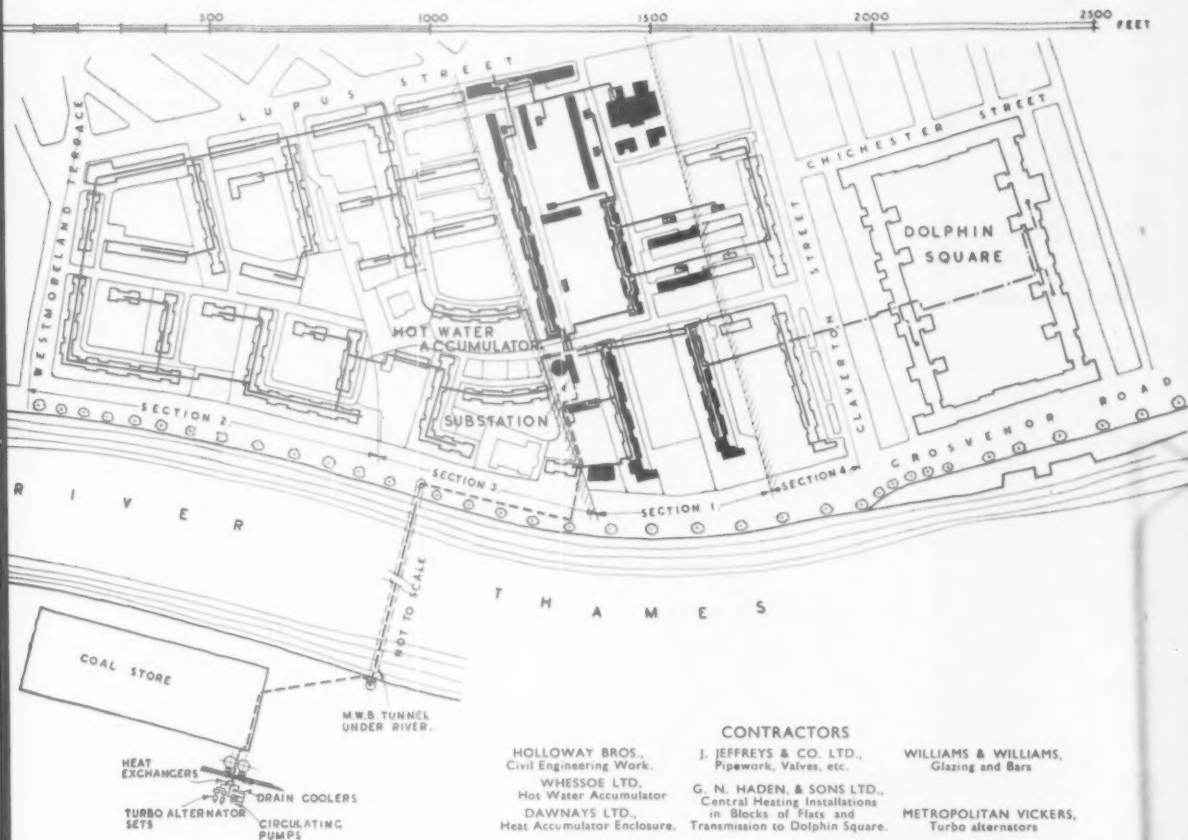 500 1000 1500 2000 2500 FEET
LUPUS STREET
WESTMORELAND TERRACE
CHICHESTER STREET
DOLPHIN
SQUARE
CLAVERTON STREET
HOT WATER
ACCUMULATOR
SUBSTATION
GROSVENOR ROAD
SECTION 2.
SECTION 3.
SECTION 1.
SECTION 4.
RIVER
THAMES
NOT TO SCALE
COAL STORE
M.W.B TUNNEL
UNDER RIVER.
HEAT
EXCHANGERS
DRAIN COOLERS
TURBO ALTERNATOR
SETS
CIRCULATING
PUMPS
CONTRACTORS
HOLLOWAY BROS.,
Civil Engineering Work.
WHESSOE LTD,
Hot Water Accumulator
DAWNAYS LTD.,
Heat Accumulator Enclosure.
J. JEFFREYS & CO. LTD.,
Pipework, Valves, etc.
G. N. HADEN, & SONS LTD.,
Central Heating Installations
in Blocks of Flats and
Transmission to Dolphin Square.
WILLIAMS & WILLIAMS,
Glazing and Bars
METROPOLITAN VICKERS,
Turbo alternators